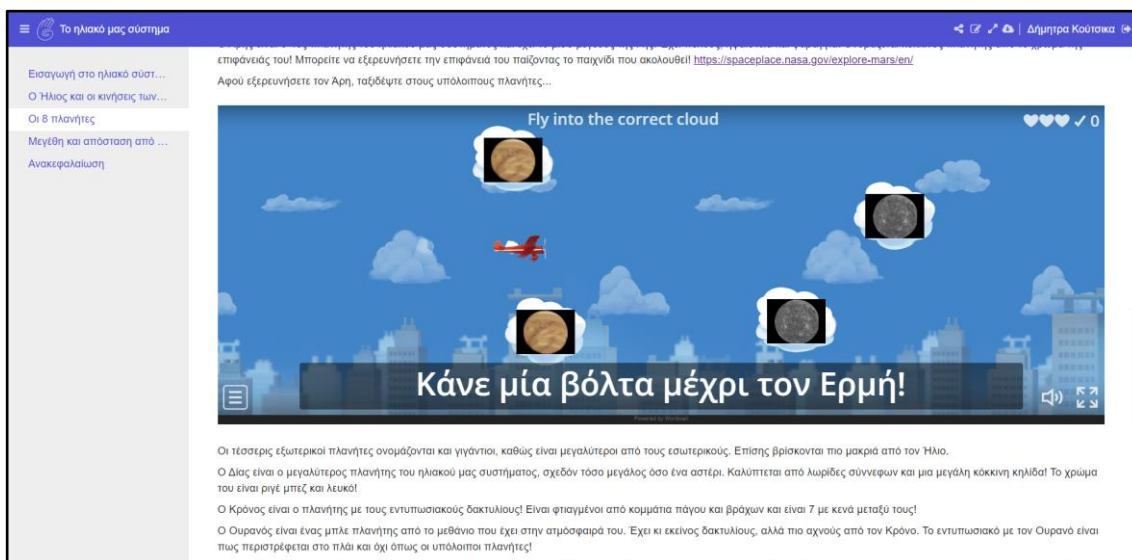 Το ηλιακό μας σύστημα
Δήμητρα Κούτσικα
Εισαγωγή στο ηλιακό σύστ...
Ο Ήλιος και οι κινήσεις των...
Οι 8 πλανήτες
Μεγέθη και απόσταση από ...
Ανακεφαλαίωση
επιφάνειάς του! Μπορείτε να εξερευνήσετε την επιφάνειά του παίζοντας το παιχνίδι που ακολουθεί! https://spaceplace.nasa.gov/explore-mars/en/
Αφού εξερευνήσετε τον Άρη, ταξιδέψτε στους υπόλοιπους πλανήτες...
Fly into the correct cloud
0
Κάνε μία βόλτα μέχρι τον Ερμή!
Powered by Wordwall
Οι τέσσερις εξωτερικοί πλανήτες ονομάζονται και γιγάντιοι, καθώς είναι μεγαλύτεροι από τους εσωτερικούς. Επίσης βρίσκονται πιο μακριά από τον Ήλιο.
Ο Δίας είναι ο μεγαλύτερος πλανήτης του ηλιακού μας συστήματος, σχεδόν τόσο μεγάλος όσο ένα αστέρι. Καλύπτεται από λωρίδες σύννεφων και μια μεγάλη κόκκινη κηλίδα! Το χρώμα
του είναι ριγέ μπεζ και λευκό!
Ο Κρόνος είναι ο πλανήτης με τους εντυπωσιακούς δακτυλίους! Είναι φτιαγμένοι από κομμάτια πάγου και βράχων και είναι 7 με κενά μεταξύ τους!
Ο Ουρανός είναι ένας μπλε πλανήτης από το μεθάνιο που έχει στην ατμόσφαιρά του. Έχει κι εκείνος δακτυλίους, αλλά πιο αχνούς από τον Κρόνο. Το εντυπωσιακό με τον Ουρανό είναι
πως περιστρέφεται στο πλάι και όχι όπως οι υπόλοιποι πλανήτες!